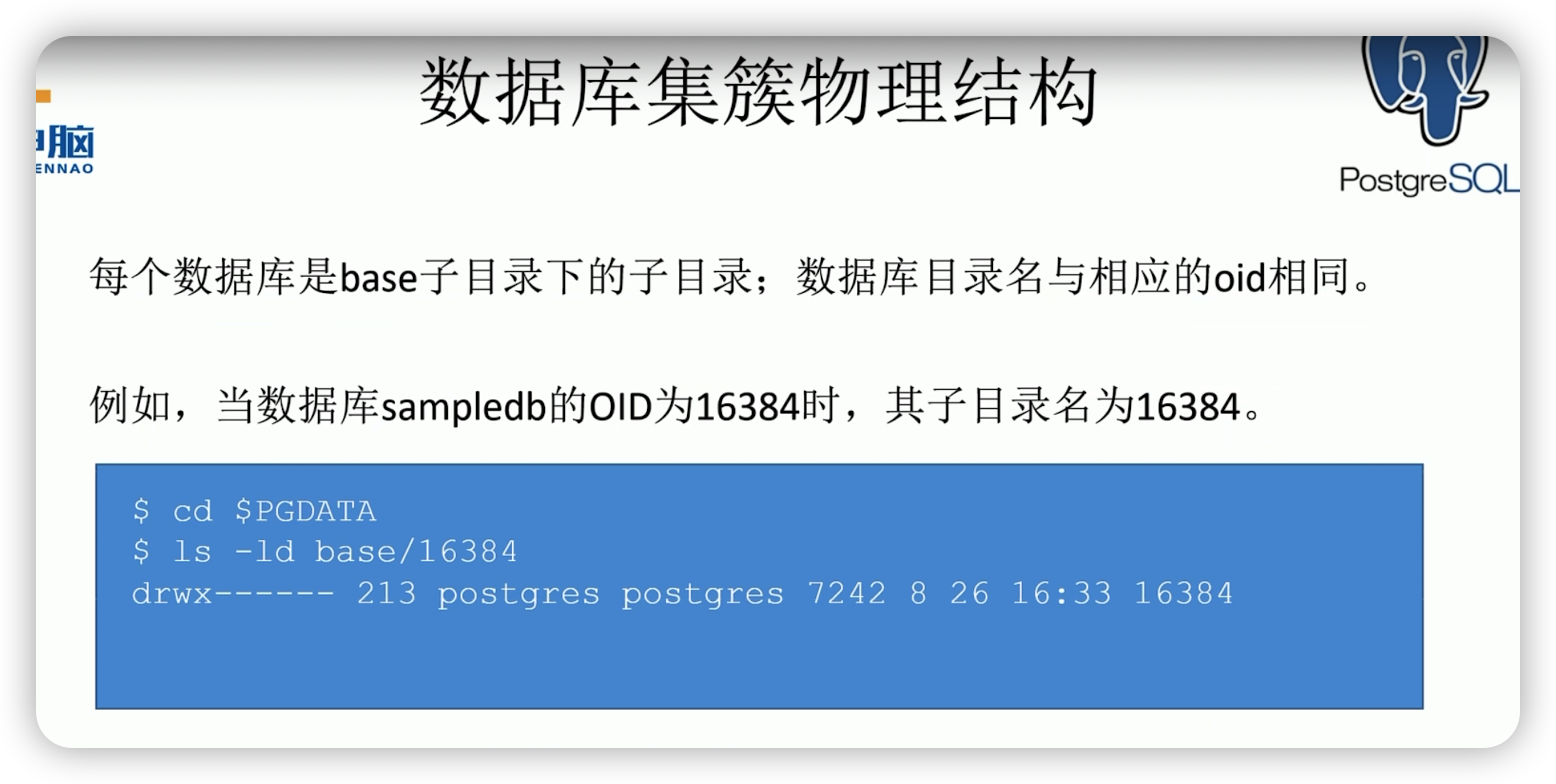 数据库集簇物理结构
脑
ENNAO
PostgreSQL
每个数据库是base子目录下的子目录；数据库目录名与相应的oid相同。
例如，当数据库sampledb的OID为16384时，其子目录名为16384。
$ cd $PGDATA
$ ls -ld base/16384
drwx------ 213 postgres postgres 7242 8 26 16:33 16384